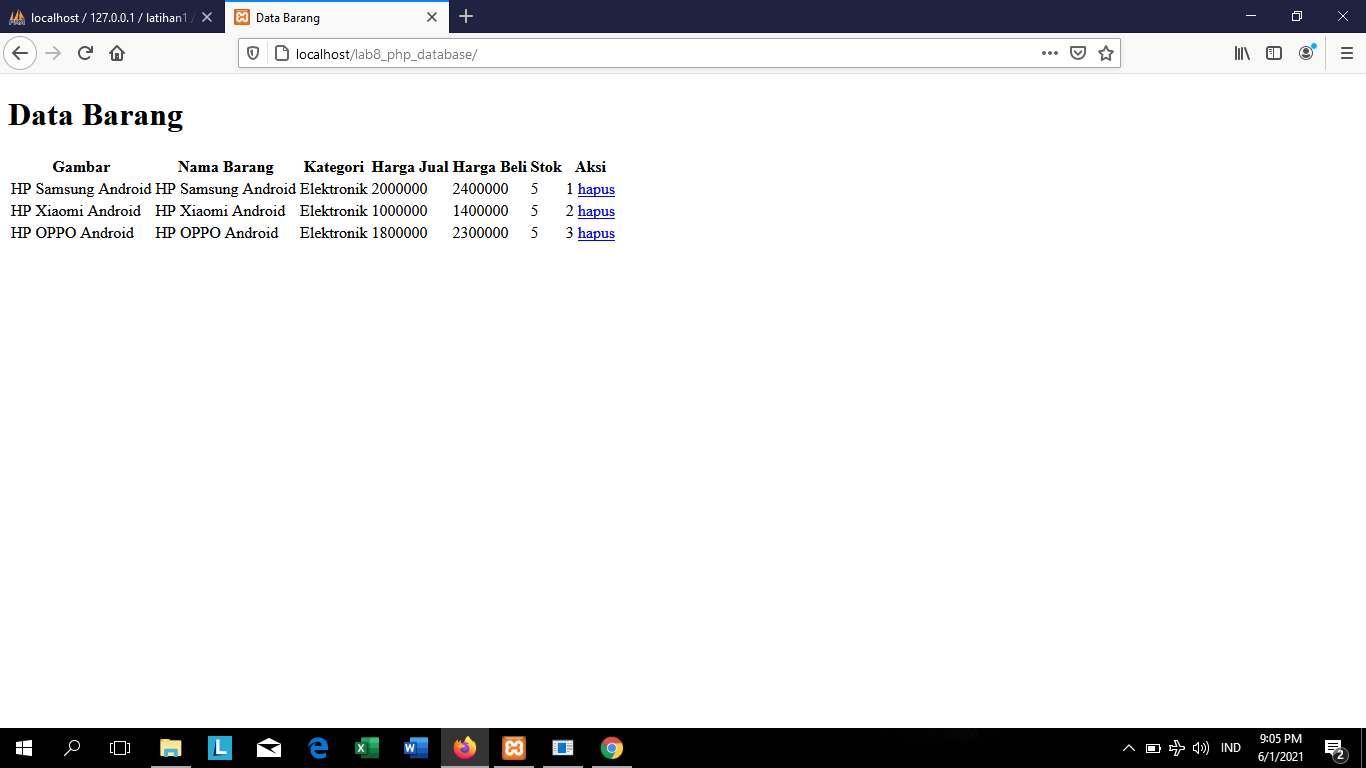 localhost / 127.0.0.1 / latihan1 /
Data Barang
localhost/lab8_php_database/
Data Barang
Gambar Nama Barang Kategori Harga Jual Harga Beli Stok Aksi
HP Samsung Android HP Samsung Android Elektronik 2000000 2400000 5 1 hapus
HP Xiaomi Android HP Xiaomi Android Elektronik 1000000 1400000 5 2 hapus
HP OPPO Android HP OPPO Android Elektronik 1800000 2300000 5 3 hapus
IND
9:05 PM
6/1/2021
2